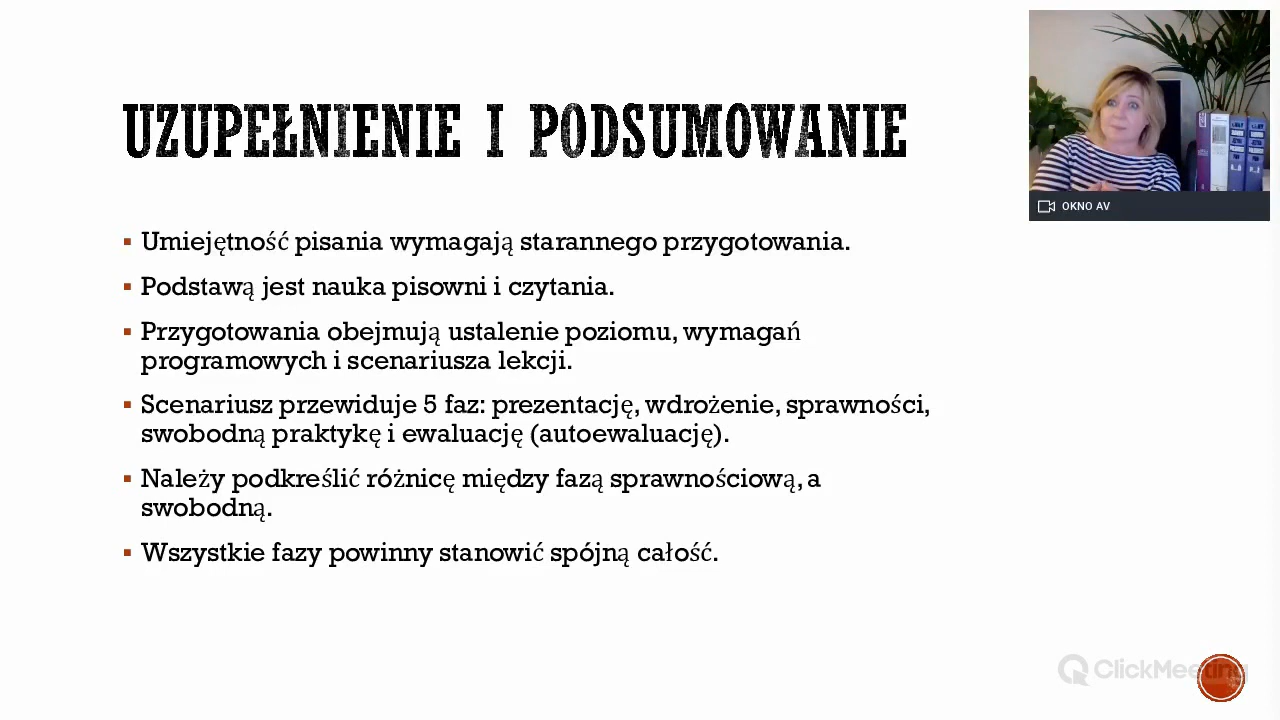 UZUPEŁNIENIE I PODSUMOWANIE
OKNO AV
▪ Umiejętność pisania wymagają starannego przygotowania.
▪ Podstawą jest nauka pisowni i czytania.
▪ Przygotowania obejmują ustalenie poziomu, wymagań
programowych i scenariusza lekcji.
▪ Scenariusz przewiduje 5 faz: prezentację, wdrożenie, sprawności,
swobodną praktykę i ewaluację (autoewaluację).
▪ Należy podkreślić różnicę między fazą sprawnościową, a
swobodną.
▪ Wszystkie fazy powinny stanowić spójną całość.
ClickMeeting